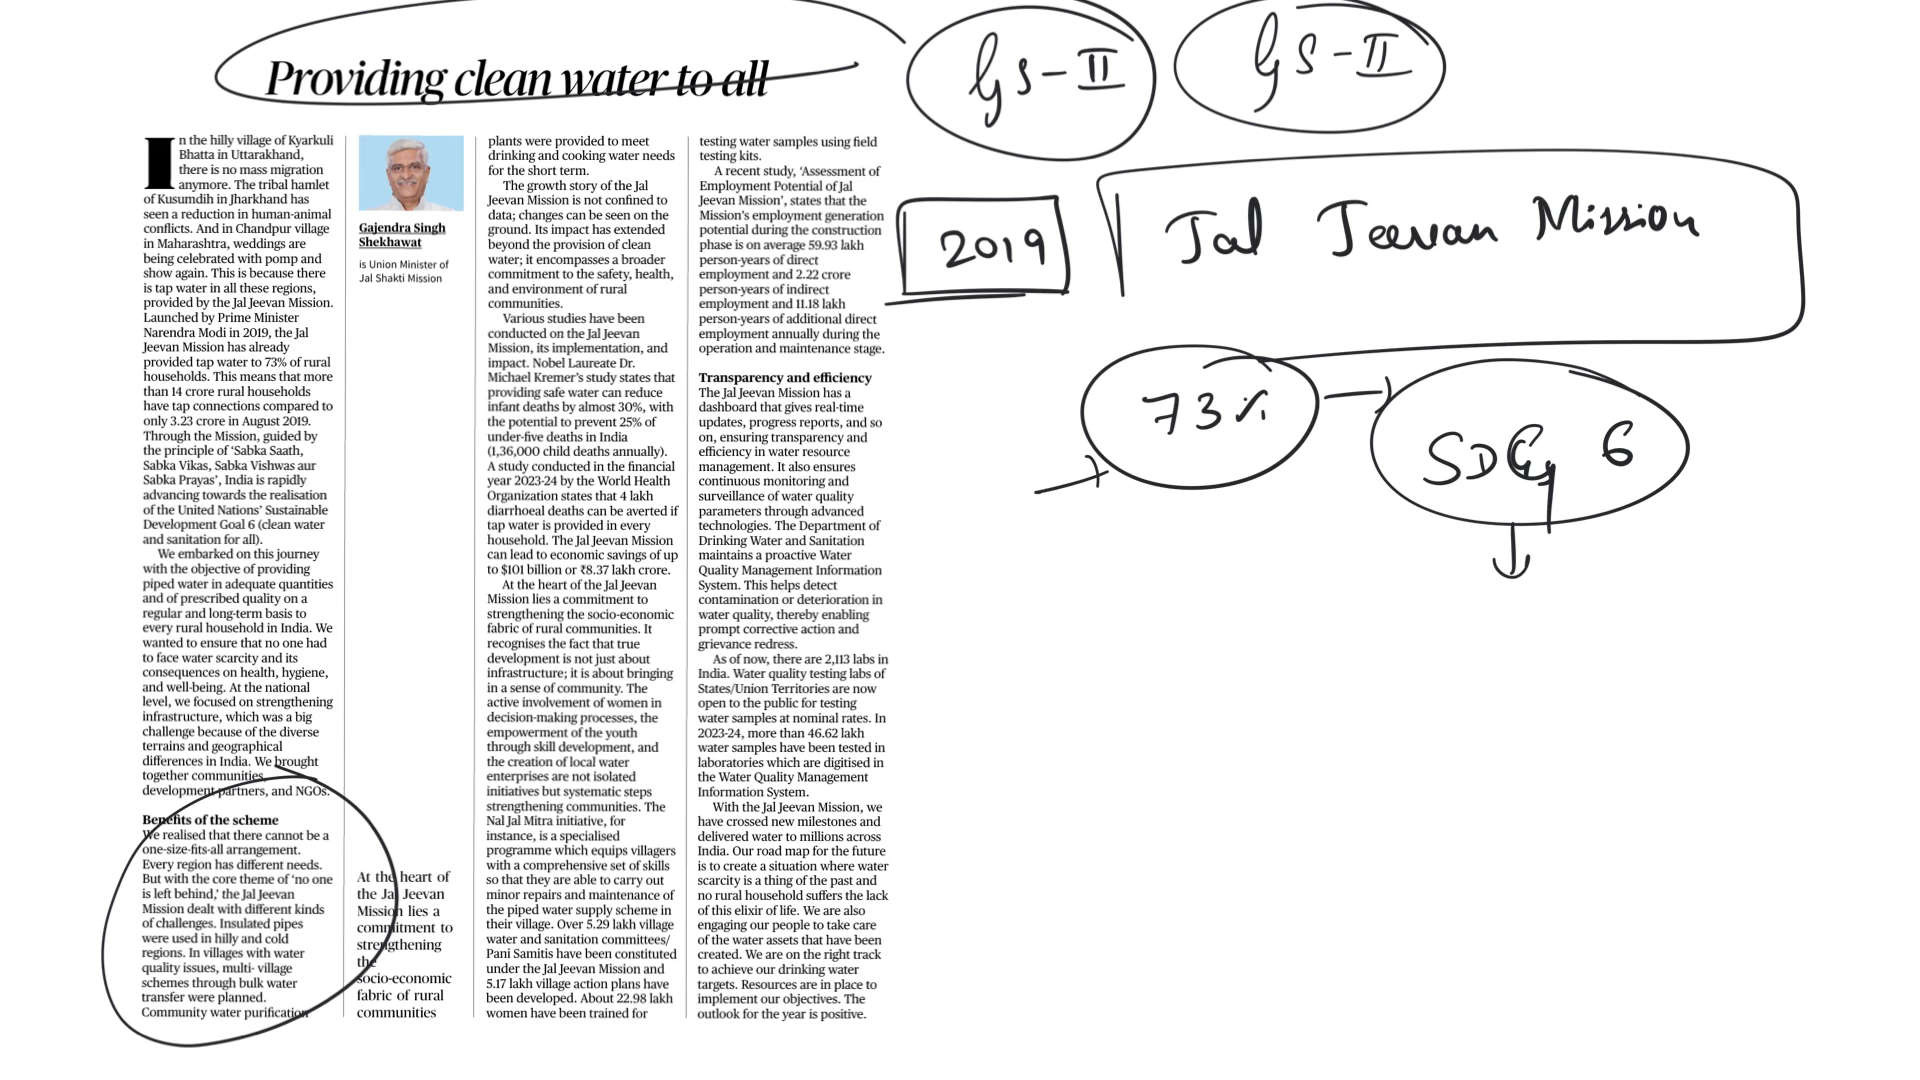 Providing clean water to all
In the hilly village of Kyarkuli
Bhatta in Uttarakhand,
there is no mass migration
anymore. The tribal hamlet
of Kusumdih in Jharkhand has
seen a reduction in human-animal
conflicts. And in Chandpur village
in Maharashtra, weddings are
being celebrated with pomp and
show again. This is because there
is tap water in all these regions,
provided by the Jal Jeevan Mission.
Launched by Prime Minister
Narendra Modi in 2019, the Jal
Jeevan Mission has already
provided tap water to 73% of rural
households. This means that more
than 14 crore rural households
have tap connections compared to
only 3.23 crore in August 2019.
Through the Mission, guided by
the principle of ‘Sabka Saath,
Sabka Vikas, Sabka Vishwas aur
Sabka Prayas’, India is rapidly
advancing towards the realisation
of the United Nations’ Sustainable
Development Goal 6 (clean water
and sanitation for all).
We embarked on this journey
with the objective of providing
piped water in adequate quantities
and of prescribed quality on a
regular and long-term basis to
every rural household in India. We
wanted to ensure that no one had
to face water scarcity and its
consequences on health, hygiene,
and well-being. At the national
level, we focused on strengthening
infrastructure, which was a big
challenge because of the diverse
terrains and geographical
differences in India. We brought
together communities,
development partners, and NGOs.
Benefits of the scheme
We realised that there cannot be a
one-size-fits-all arrangement.
Every region has different needs.
But with the core theme of ‘no one
is left behind,’ the Jal Jeevan
Mission dealt with different kinds
of challenges. Insulated pipes
were used in hilly and cold
regions. In villages with water
quality issues, multi- village
schemes through bulk water
transfer were planned.
Community water purification
Gajendra Singh
Shekhawat
is Union Minister of
Jal Shakti Mission
At the heart of
the Jal Jeevan
Mission lies a
commitment to
strengthening
the
socio-economic
fabric of rural
communities
plants were provided to meet
drinking and cooking water needs
for the short term.
The growth story of the Jal
Jeevan Mission is not confined to
data; changes can be seen on the
ground. Its impact has extended
beyond the provision of clean
water; it encompasses a broader
commitment to the safety, health,
and environment of rural
communities.
Various studies have been
conducted on the Jal Jeevan
Mission, its implementation, and
impact. Nobel Laureate Dr.
Michael Kremer’s study states that
providing safe water can reduce
infant deaths by almost 30%, with
the potential to prevent 25% of
under-five deaths in India
(1,36,000 child deaths annually).
A study conducted in the financial
year 2023-24 by the World Health
Organization states that 4 lakh
diarrhoeal deaths can be averted if
tap water is provided in every
household. The Jal Jeevan Mission
can lead to economic savings of up
to $101 billion or ₹8.37 lakh crore.
At the heart of the Jal Jeevan
Mission lies a commitment to
strengthening the socio-economic
fabric of rural communities. It
recognises the fact that true
development is not just about
infrastructure; it is about bringing
in a sense of community. The
active involvement of women in
decision-making processes, the
empowerment of the youth
through skill development, and
the creation of local water
enterprises are not isolated
initiatives but systematic steps
strengthening communities. The
Nal Jal Mitra initiative, for
instance, is a specialised
programme which equips villagers
with a comprehensive set of skills
so that they are able to carry out
minor repairs and maintenance of
the piped water supply scheme in
their village. Over 5.29 lakh village
water and sanitation committees/
Pani Samitis have been constituted
under the Jal Jeevan Mission and
5.17 lakh village action plans have
been developed. About 22.98 lakh
women have been trained for
testing water samples using field
testing kits.
A recent study, ‘Assessment of
Employment Potential of Jal
Jeevan Mission’, states that the
Mission’s employment generation
potential during the construction
phase is on average 59.93 lakh
person-years of direct
employment and 2.22 crore
person-years of indirect
employment and 11.18 lakh
person-years of additional direct
employment annually during the
operation and maintenance stage.
Transparency and efficiency
The Jal Jeevan Mission has a
dashboard that gives real-time
updates, progress reports, and so
on, ensuring transparency and
efficiency in water resource
management. It also ensures
continuous monitoring and
surveillance of water quality
parameters through advanced
technologies. The Department of
Drinking Water and Sanitation
maintains a proactive Water
Quality Management Information
System. This helps detect
contamination or deterioration in
water quality, thereby enabling
prompt corrective action and
grievance redress.
As of now, there are 2,113 labs in
India. Water quality testing labs of
States/Union Territories are now
open to the public for testing
water samples at nominal rates. In
2023-24, more than 46.62 lakh
water samples have been tested in
laboratories which are digitised in
the Water Quality Management
Information System.
With the Jal Jeevan Mission, we
have crossed new milestones and
delivered water to millions across
India. Our road map for the future
is to create a situation where water
scarcity is a thing of the past and
no rural household suffers the lack
of this elixir of life. We are also
engaging our people to take care
of the water assets that have been
created. We are on the right track
to achieve our drinking water
targets. Resources are in place to
implement our objectives. The
outlook for the year is positive.
GS-II
GS-II
2019
Jal Jeevan Mission
73%
SDG 6